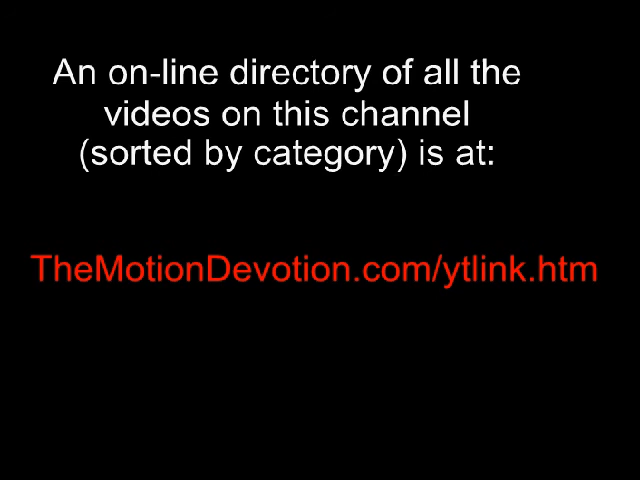 An on-line directory of all the
videos on this channel
(sorted by category) is at:
TheMotionDevotion.com/ytlink.htm